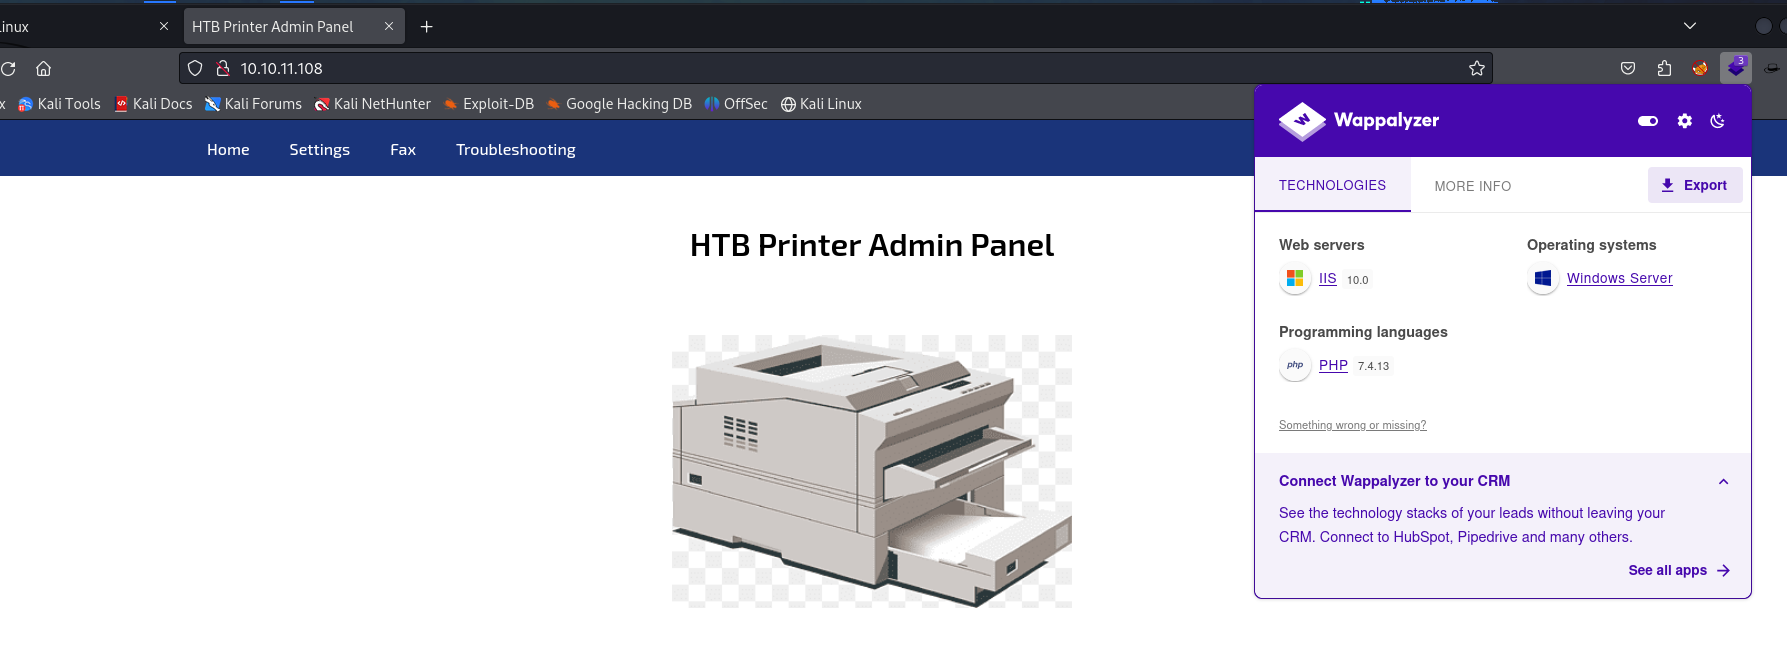 inux
HTB Printer Admin Panel
10.10.11.108
3
x Kali Tools Kali Docs Kali Forums Kali NetHunter Exploit-DB Google Hacking DB OffSec Kali Linux
Home Settings Fax Troubleshooting
HTB Printer Admin Panel
Wappalyzer
TECHNOLOGIES MORE INFO Export
Web servers
IIS 10.0
Operating systems
Windows Server
Programming languages
php PHP 7.4.13
Something wrong or missing?
Connect Wappalyzer to your CRM
See the technology stacks of your leads without leaving your
CRM. Connect to HubSpot, Pipedrive and many others.
See all apps